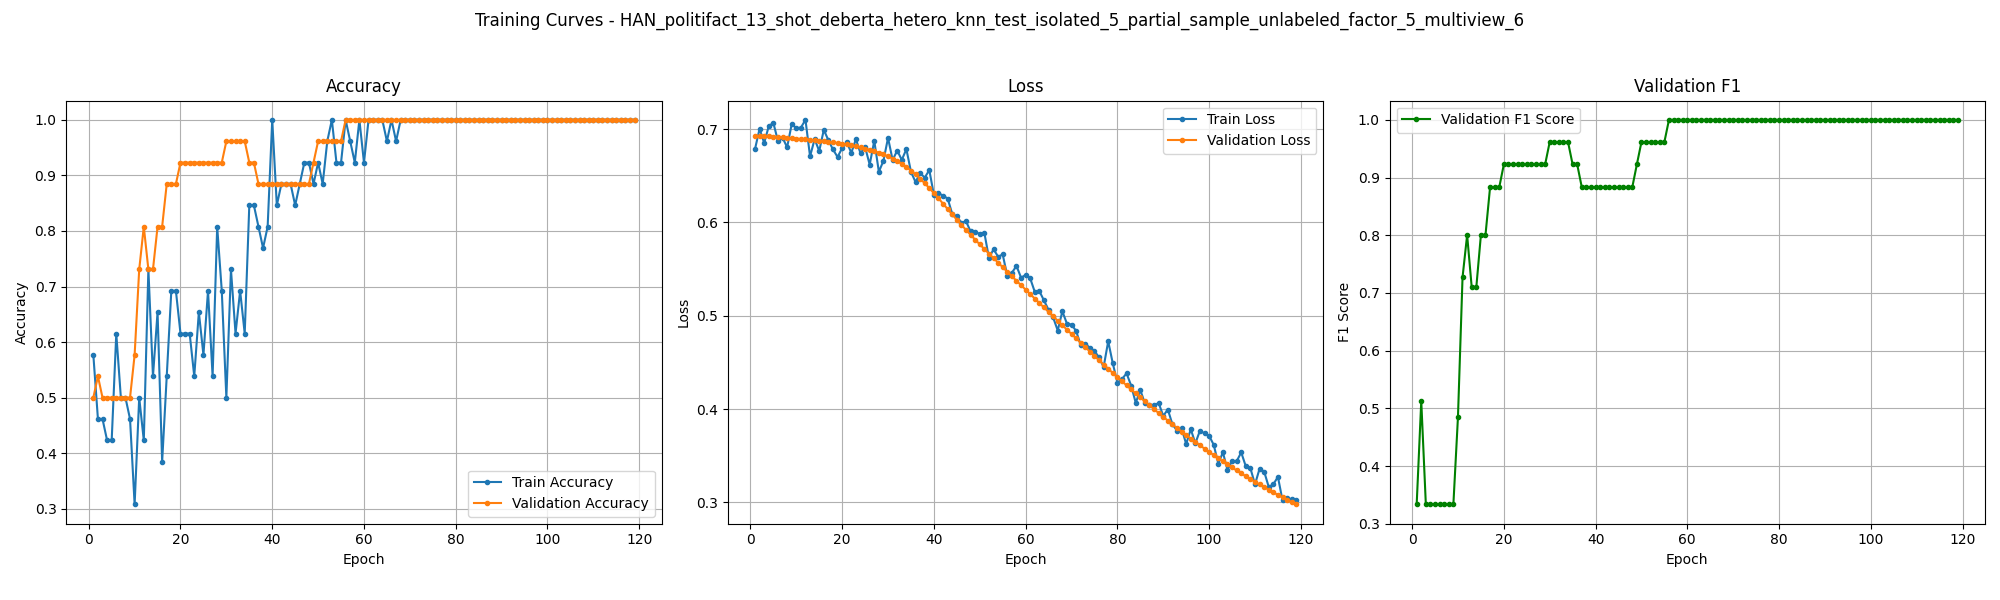 Training Curves - HAN_politifact_13_shot_deberta_hetero_knn_test_isolated_5_partial_sample_unlabeled_factor_5_multiview_6
Accuracy
Accuracy
1.0
0.9
0.8
0.7
0.6
0.5
0.4
0.3
Train Accuracy
Validation Accuracy
0 20 40 60 80 100 120
Epoch
Loss
Loss
0.7
0.6
0.5
0.4
0.3
Train Loss
Validation Loss
0 20 40 60 80 100 120
Epoch
Validation F1
F1 Score
1.0
0.9
0.8
0.7
0.6
0.5
0.4
0.3
Validation F1 Score
0 20 40 60 80 100 120
Epoch